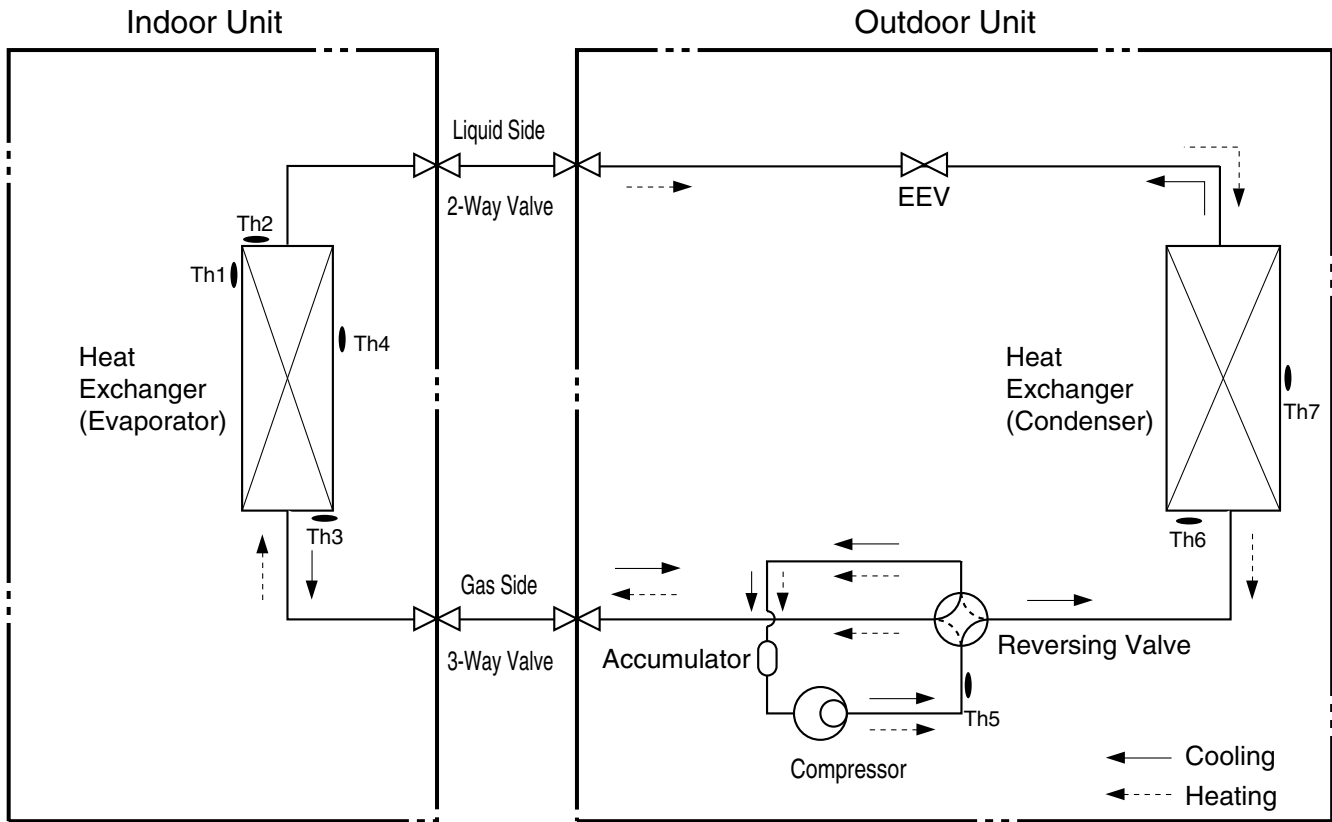 Indoor Unit
Outdoor Unit
Liquid Side
2-Way Valve
EEV
Th2
Th1
Th4
Heat
Exchanger
(Evaporator)
Heat
Exchanger
(Condenser)
Th7
Th3
Th6
Gas Side
3-Way Valve
Accumulator
Reversing Valve
Th5
Compressor
Cooling
Heating